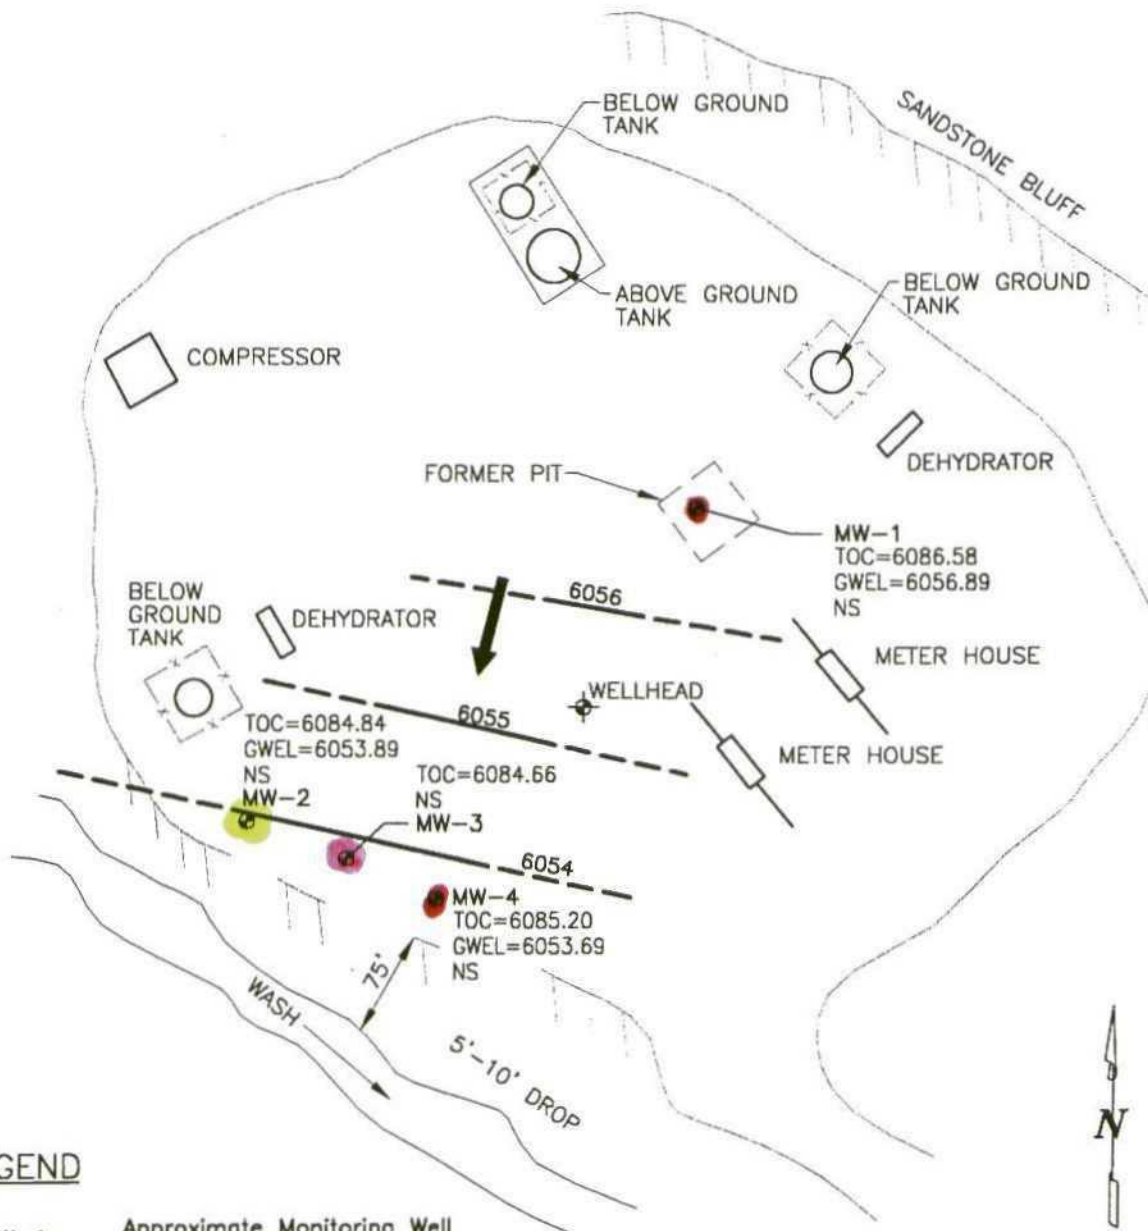 BELOW GROUND
TANK
SANDSTONE BLUFF
ABOVE GROUND
TANK
BELOW GROUND
TANK
COMPRESSOR
DEHYDRATOR
FORMER PIT
MW-1
TOC=6086.58
GWEL=6056.89
NS
6056
BELOW
GROUND
TANK
DEHYDRATOR
METER HOUSE
WELLHEAD
6055
METER HOUSE
TOC=6084.84
GWEL=6053.89
NS
MW-2
TOC=6084.66
NS
MW-3
6054
MW-4
TOC=6085.20
GWEL=6053.69
NS
75'
WASH
5'-10' DROP
N
GEND
Approximate Monitoring Well